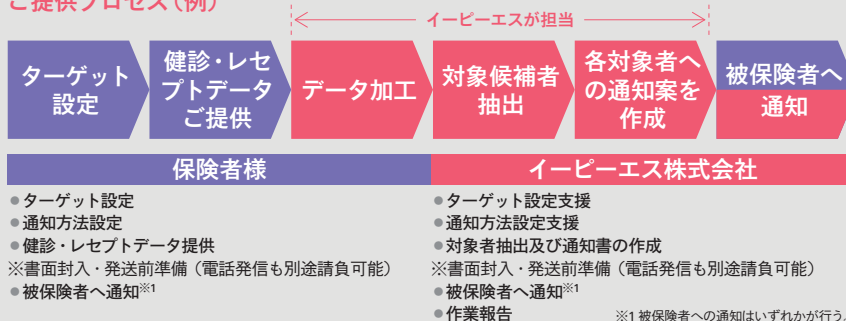 ご提供プロセス（例）
イーピーエスが担当
ターゲット
設定
健診・レセ
プトデータ
ご提供
データ加工
対象候補者
抽出
各対象者へ
の通知案を
作成
被保険者へ
通知
保険者様
●ターゲット設定
●通知方法設定
●健診・レセプトデータ提供
※書面封入・発送前準備（電話発信も別途請負可能）
●被保険者へ通知※1
イーピーエス株式会社
●ターゲット設定支援
●通知方法設定支援
●対象者抽出及び通知書の作成
※書面封入・発送前準備（電話発信も別途請負可能）
●被保険者へ通知※1
●作業報告
※1 被保険者への通知はいずれかが行う。